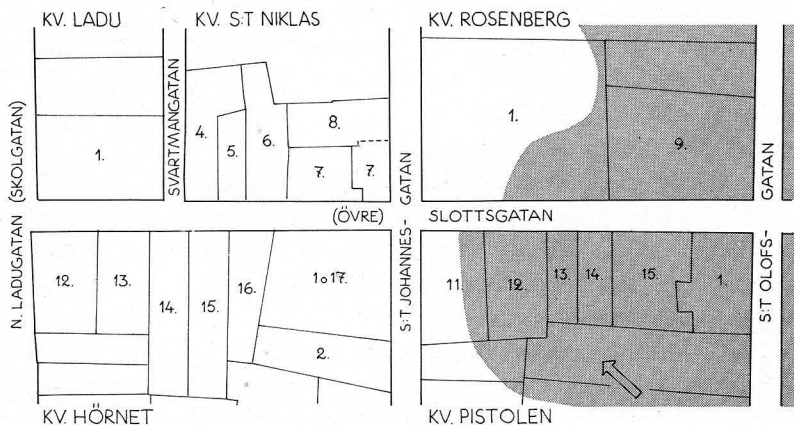 KV. LADU
KV. S:T NIKLAS
KV. ROSENBERG
(SKOLGATAN)
1.
SVARTMANGATAN
4.
5.
6.
8.
7.
7.
GATAN
1.
9.
GATAN
(ÖVRE)
SLOTTSGATAN
N. LADUGATAN
12.
13.
14.
15.
16.
1o17.
2.
S:T JOHANNES-
11.
12.
13.
14.
15.
1.
S:T OLOFS-
KV. HÖRNET
KV. PISTOLEN